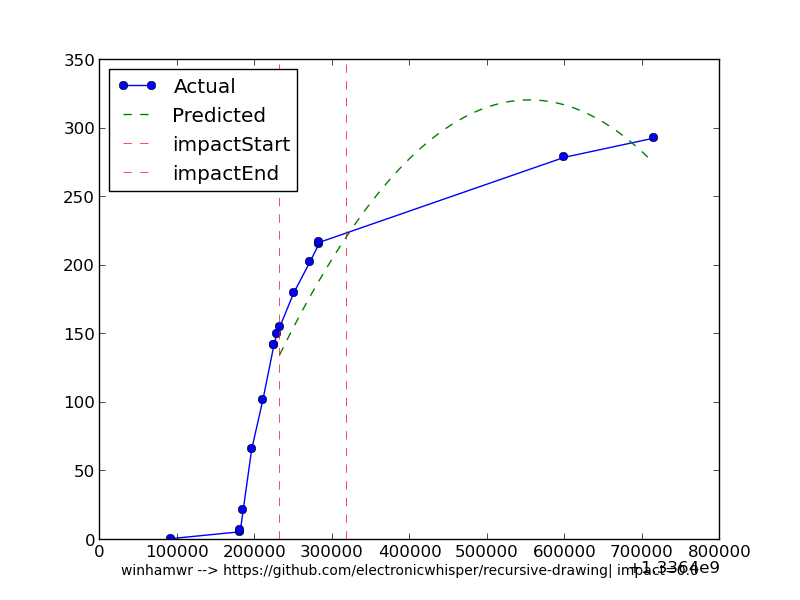 350
300
250
200
150
100
50
0
Actual
Predicted
impactStart
impactEnd
0 100000 200000 300000 400000 500000 600000 700000 800000
+1.3364e9
winhamwr --> https://github.com/electronicwhisper/recursive-drawing| impact=0.0